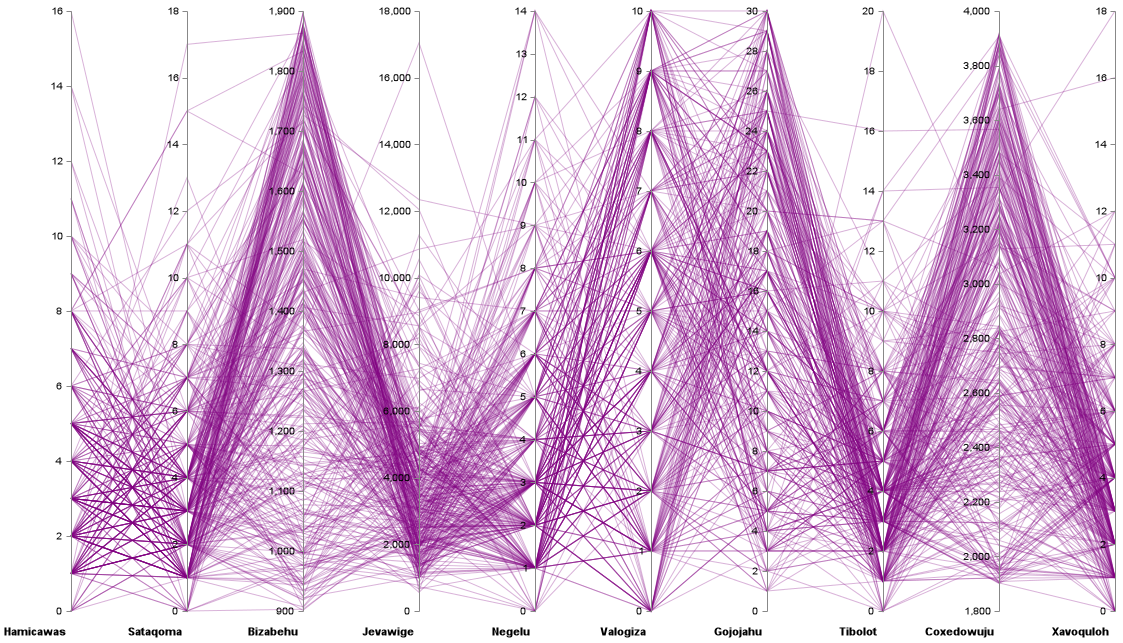 16 18 1,900 18,000 14 10 30 20 4,000 18
14 16 1,800 16,000 13 9 28 18 3,800 16
12 14 1,700 14,000 12 8 26 16 3,600 14
10 12 1,600 12,000 11 7 24 14 3,400 12
8 10 1,500 10,000 10 6 22 12 3,200 10
6 8 1,400 8,000 9 5 20 10 3,000 8
4 6 1,300 6,000 8 4 18 8 2,800 6
2 4 1,200 4,000 7 3 16 6 2,600 4
0 2 1,100 2,000 6 2 14 4 2,400 2
0 1,000 0 5 1 12 2 2,200 0
900 4 0 10 0 2,000
3 8 1,800
2 6
1 4
0 2
0
Hamicawas Sataqoma Bizabehu Jevawige Negelu Valogiza Gojojahu Tibolot Coxedowuju Xavoquloh